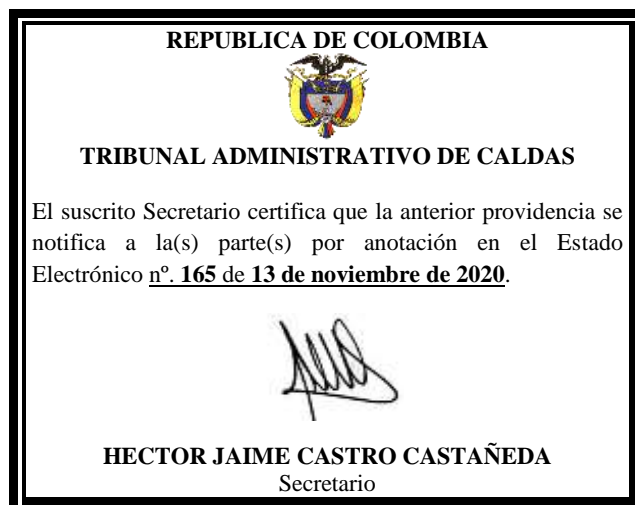 REPUBLICA DE COLOMBIA
TRIBUNAL ADMINISTRATIVO DE CALDAS
El suscrito Secretario certifica que la anterior providencia se
notifica a la(s) parte(s) por anotación en el Estado
Electrónico nº. 165 de 13 de noviembre de 2020.
HECTOR JAIME CASTRO CASTAÑEDA
Secretario